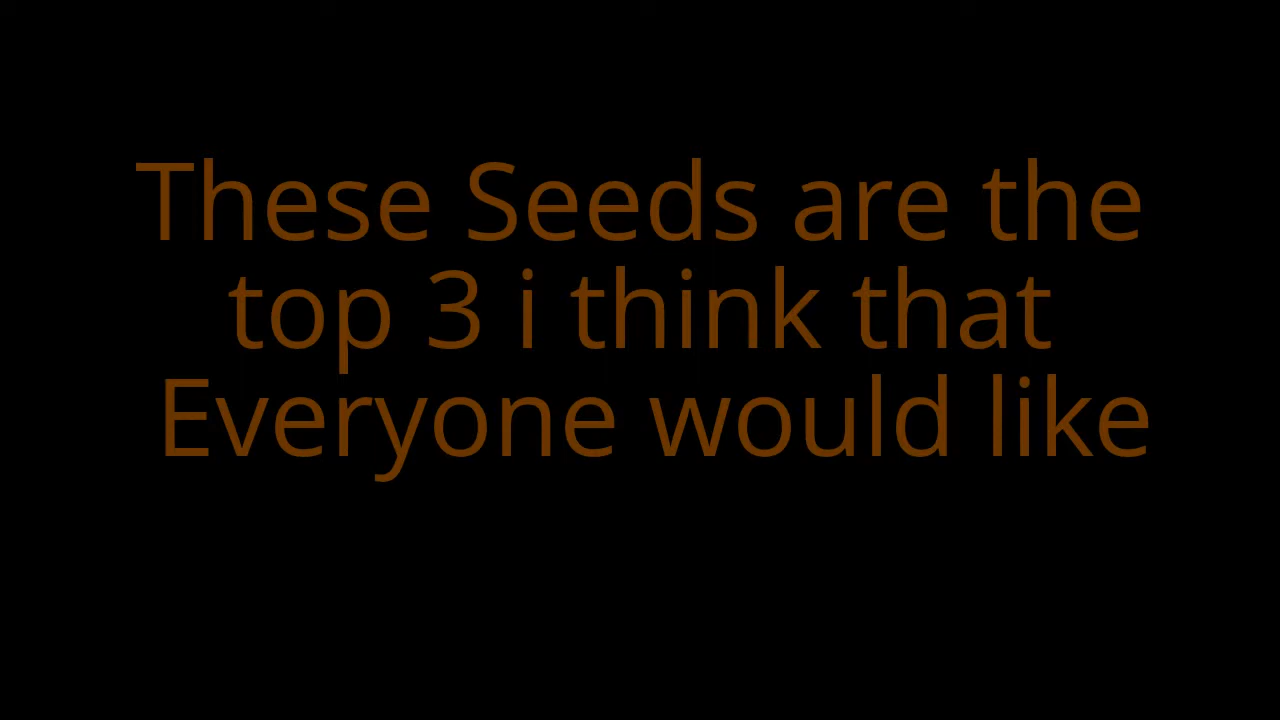 These Seeds are the
top 3 i think that
Everyone would like